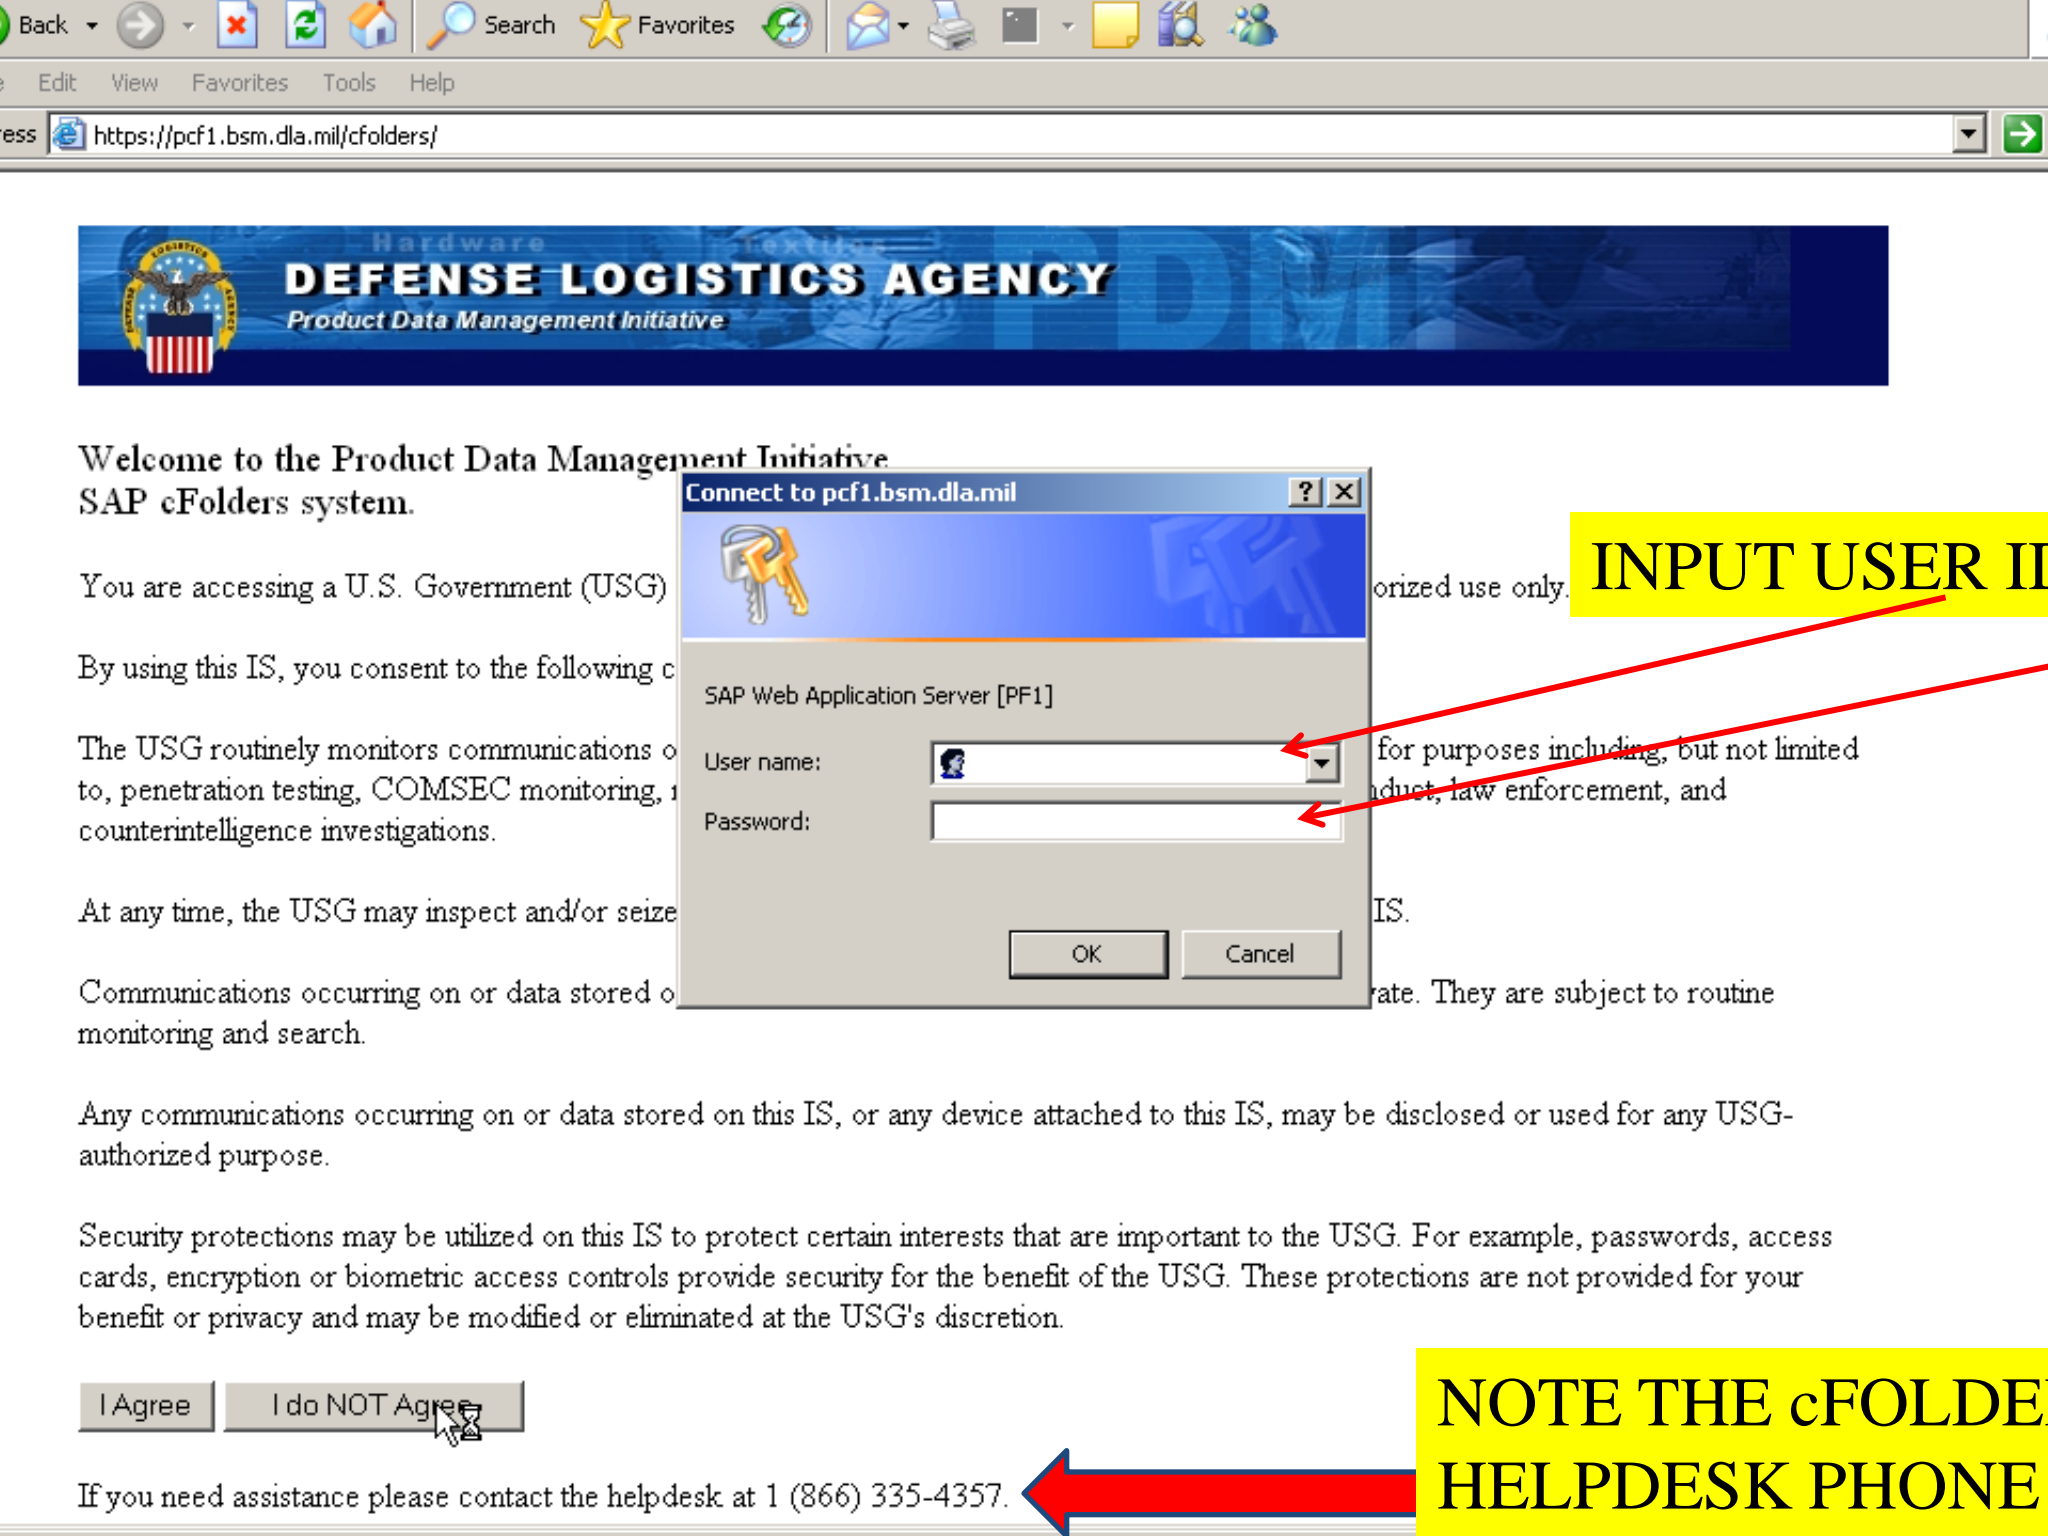 Back
Search
Favorites
Edit View Favorites Tools Help
https://pcf1.bsm.dla.mil/cfolders/
Hardware
Textiles
PDMI
DEFENSE LOGISTICS AGENCY
Product Data Management Initiative
Welcome to the Product Data Management Initiative
SAP cFolders system.
Connect to pcf1.bsm.dla.mil
INPUT USER ID
You are accessing a U.S. Government (USG)
orized use only.
By using this IS, you consent to the following c
SAP Web Application Server [PF1]
The USG routinely monitors communications o
User name:
for purposes including, but not limited
to, penetration testing, COMSEC monitoring,
nduct, law enforcement, and
Password:
counterintelligence investigations.
At any time, the USG may inspect and/or seize
IS.
OK
Cancel
Communications occurring on or data stored o
vate. They are subject to routine
monitoring and search.
Any communications occurring on or data stored on this IS, or any device attached to this IS, may be disclosed or used for any USG-
authorized purpose.
Security protections may be utilized on this IS to protect certain interests that are important to the USG. For example, passwords, access
cards, encryption or biometric access controls provide security for the benefit of the USG. These protections are not provided for your
benefit or privacy and may be modified or eliminated at the USG's discretion.
I Agree
I do NOT Agree
NOTE THE cFOLDE
HELPDESK PHONE
If you need assistance please contact the helpdesk at 1 (866) 335-4357.